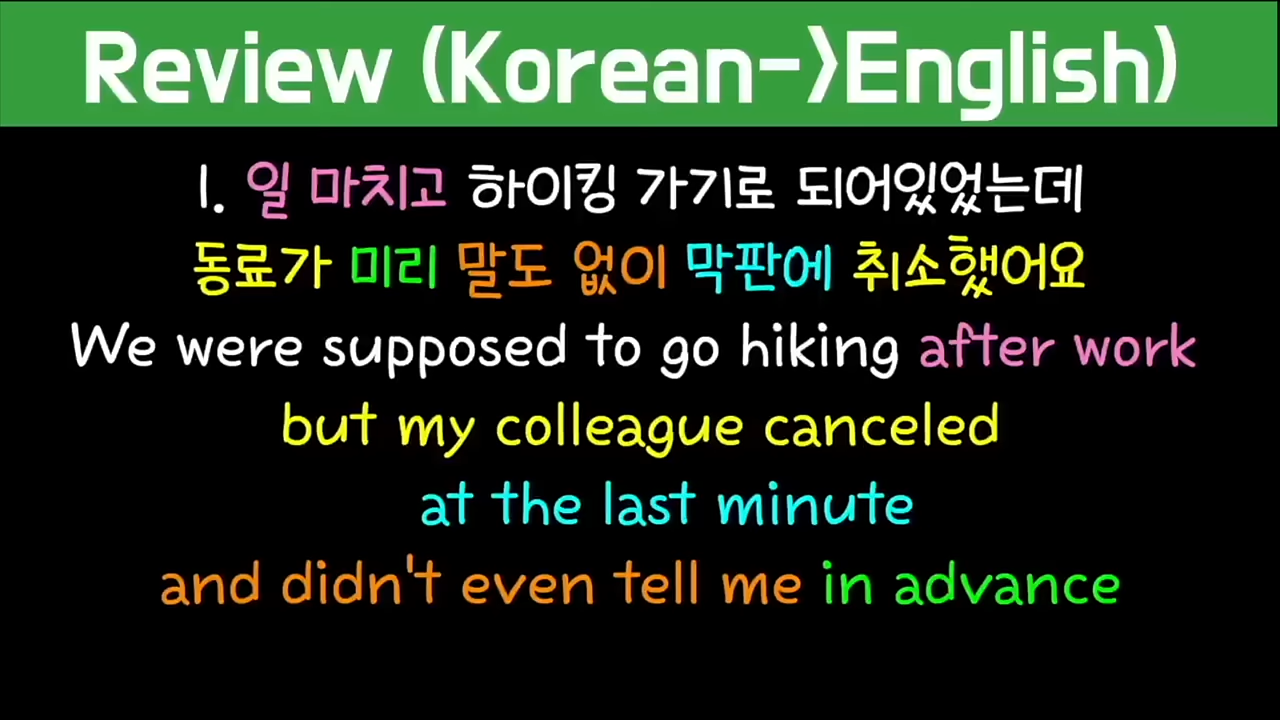 Review (Korean->English)
1. 일 마치고 하이킹 가기로 되어있었는데
동료가 미리 말도 없이 막판에 취소했어요
We were supposed to go hiking after work
but my colleague canceled
at the last minute
and didn't even tell me in advance